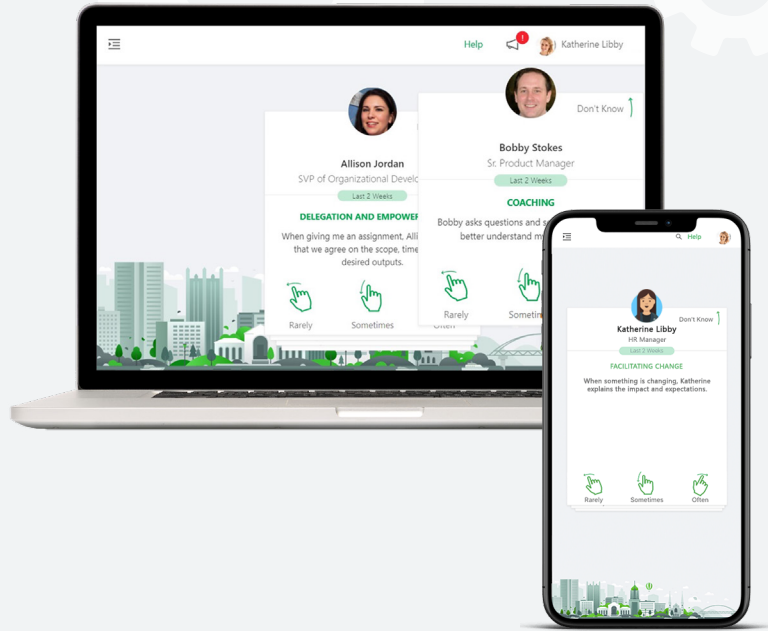 Help
!
Katherine Libby
Don't Know
Allison Jordan
SVP of Organizational Develo
Last 2 Weeks
DELEGATION AND EMPOWER
When giving me an assignment, Alli
that we agree on the scope, time
desired outputs.
Rarely
Sometimes
Often
Bobby Stokes
Sr. Product Manager
Last 2 Weeks
COACHING
Bobby asks questions and s
better understand m
Rarely
Sometim
Help
Don't Know
Katherine Libby
HR Manager
Last 2 Weeks
FACILITATING CHANGE
When something is changing, Katherine
explains the impact and expectations.
Rarely
Sometimes
Often